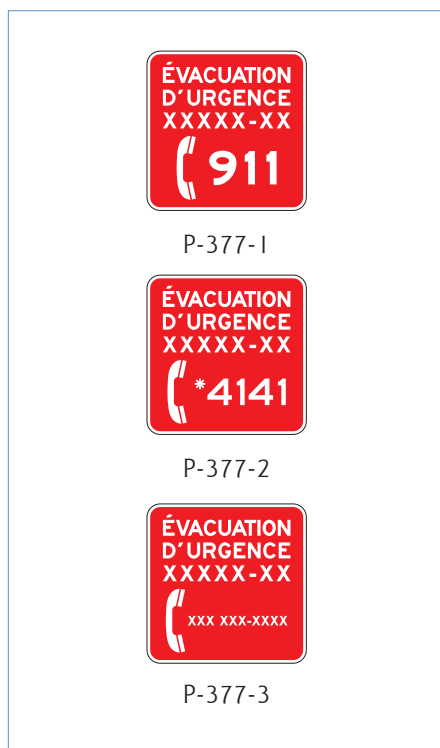 ÉVACUATION
D'URGENCE
XXXXX-XX
911
P-377-1
ÉVACUATION
D'URGENCE
XXXXX-XX
*4141
P-377-2
ÉVACUATION
D'URGENCE
XXXXX-XX
XXX XXX-XXXX
P-377-3